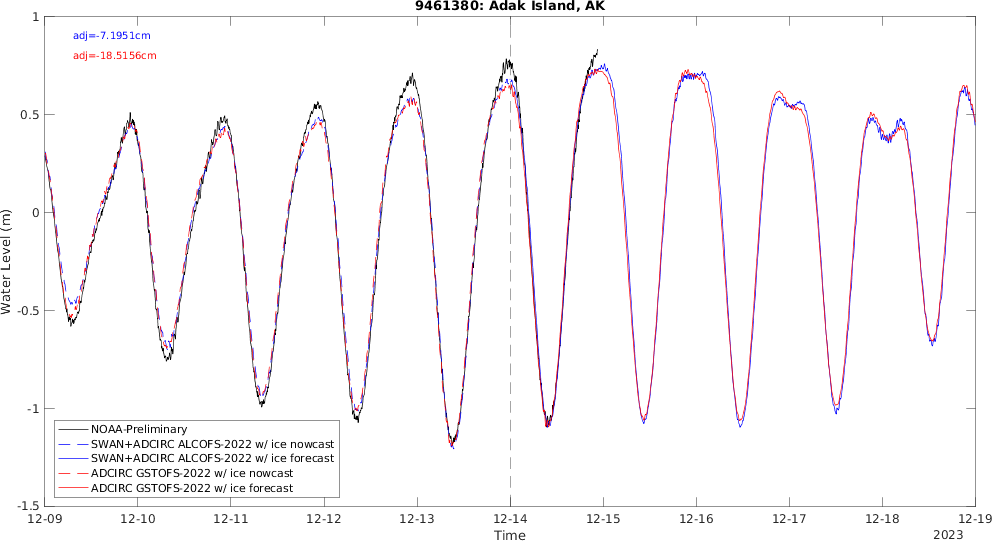 9461380: Adak Island, AK
adj=-7.1951cm
adj=-18.5156cm
1
0.5
0
-0.5
-1
-1.5
Water Level (m)
NOAA-Preliminary
SWAN+ADCIRC ALCOFS-2022 w/ ice nowcast
SWAN+ADCIRC ALCOFS-2022 w/ ice forecast
ADCIRC GSTOFS-2022 w/ ice nowcast
ADCIRC GSTOFS-2022 w/ ice forecast
12-09 12-10 12-11 12-12 12-13 12-14 12-15 12-16 12-17 12-18 12-19
Time
2023